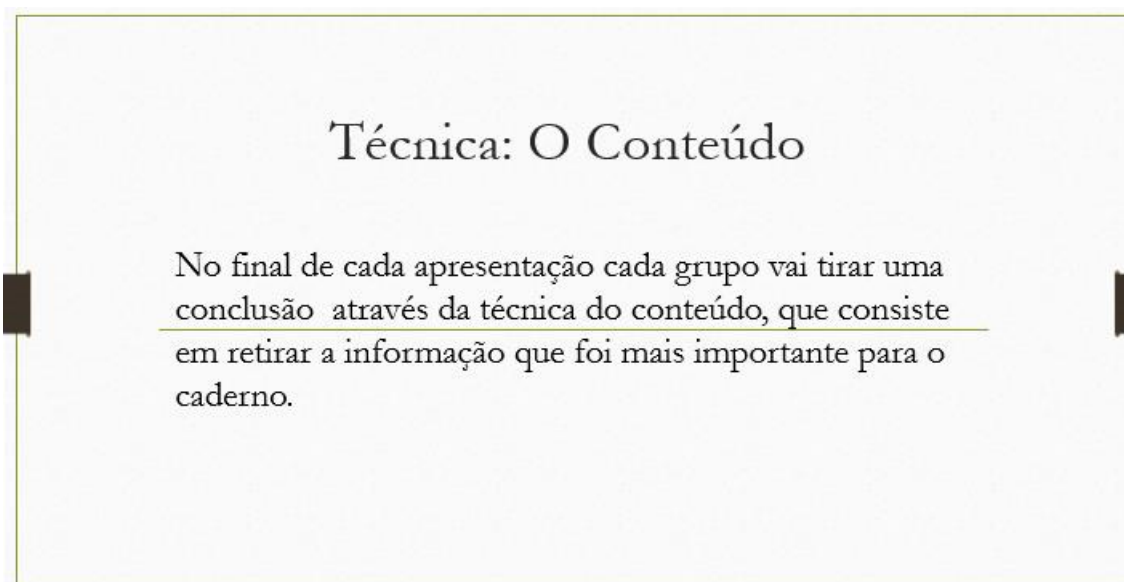 Técnica: O Conteúdo
No final de cada apresentação cada grupo vai tirar uma
conclusão  através da técnica do conteúdo, que consiste
em retirar a informação que foi mais importante para o
caderno.